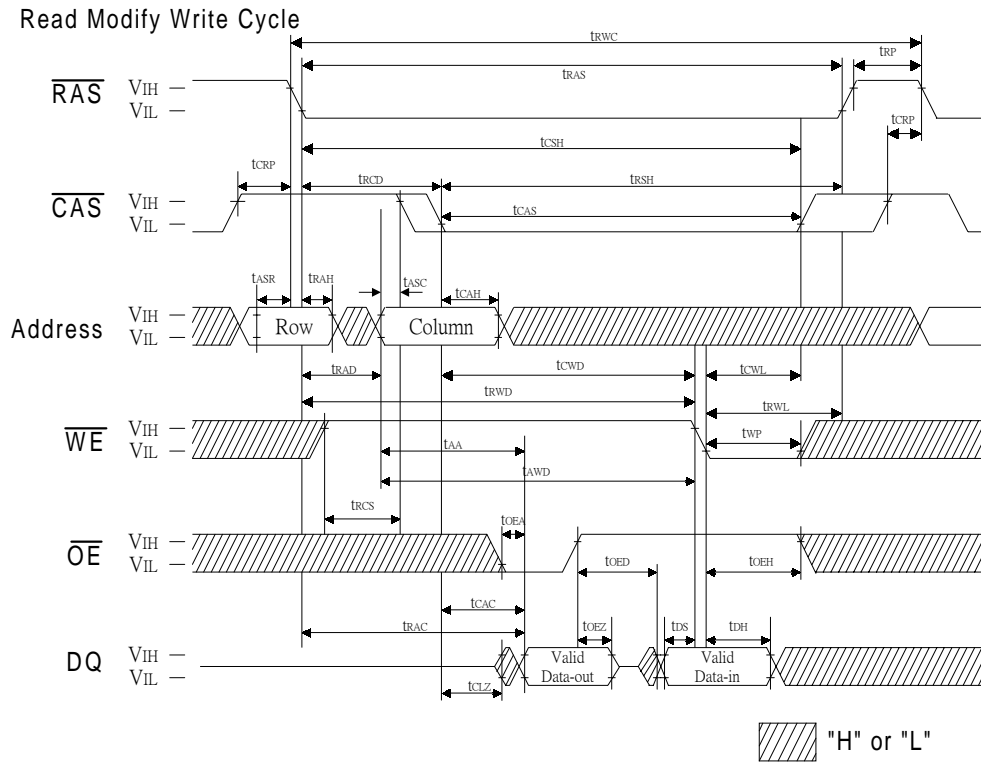 Read Modify Write Cycle
tRWC
tRP
tRAS
RAS
VIH
VIL
tCRP
tCSH
tCRP
tRCD
tRSH
CAS
VIH
VIL
tCAS
tASR
tRAH
tASC
tCAH
Address
VIH
VIL
Row
Column
tRAD
tCWD
tCWL
tRWD
tRWL
WE
VIH
VIL
tWP
tAA
tAWD
tRCS
tOEA
OE
VIH
VIL
tOED
tOEH
tCAC
tRAC
tOEZ
tDS
tDH
DQ
VIH
VIL
Valid
Data-out
Valid
Data-in
tCLZ
"H" or "L"